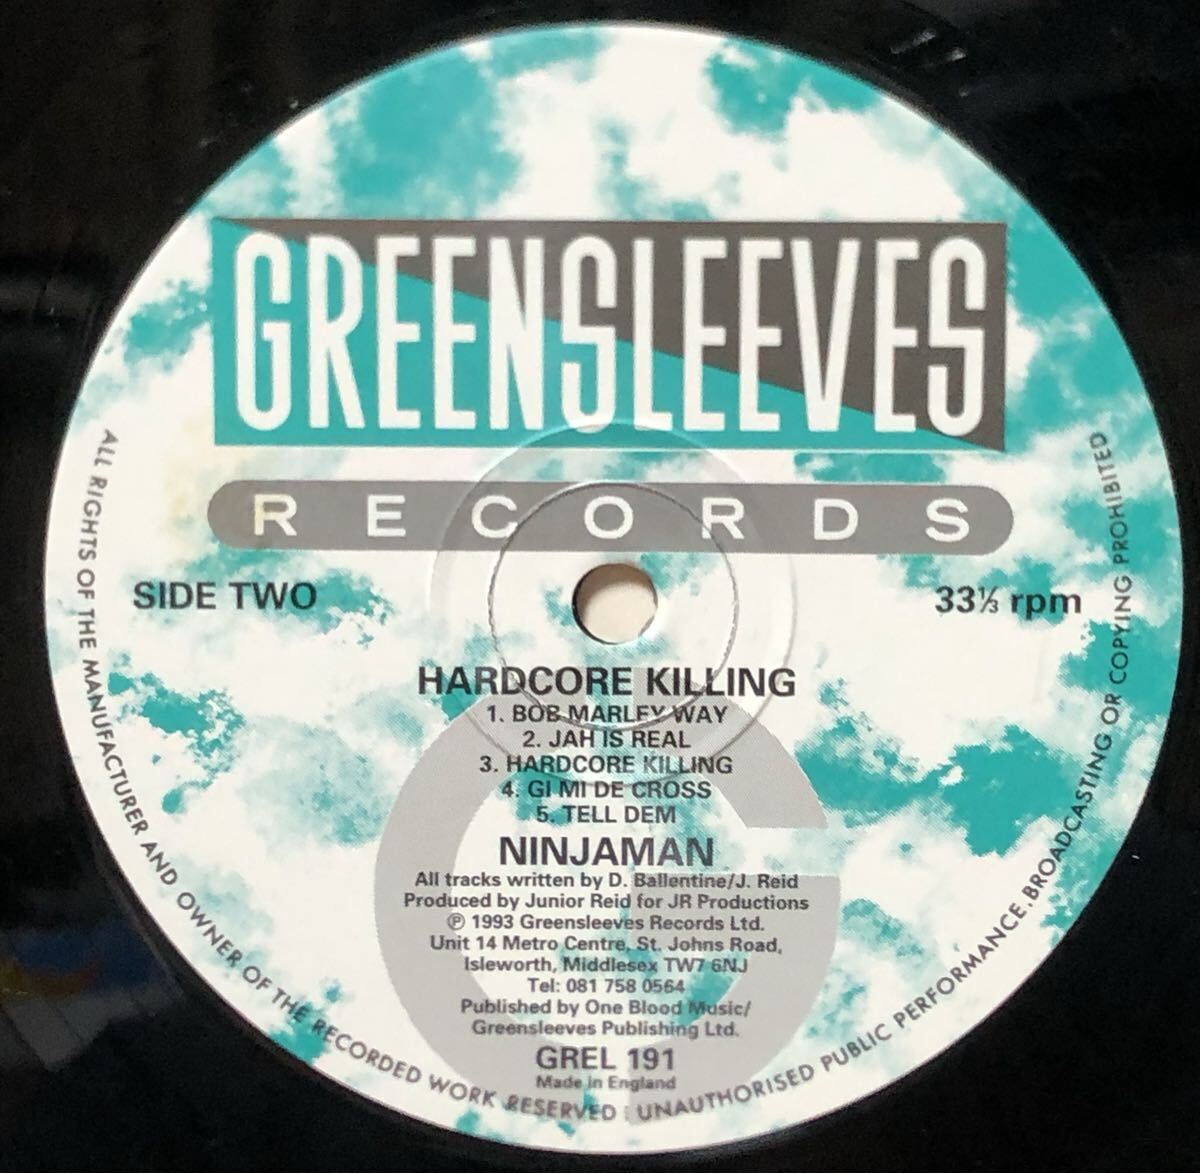 GREENSLEEVES
RECORDS
SIDE TWO
33⅓ rpm
HARDCORE KILLING
1. BOB MARLEY WAY
2. JAH IS REAL
3. HARDCORE KILLING
4. GI MI DE CROSS
5. TELL DEM
NINJAMAN
All tracks written by D. Ballentine/J. Reid
Produced by Junior Reid for JR Productions
℗ 1993 Greensleeves Records Ltd.
Unit 14 Metro Centre, St. Johns Road,
Isleworth, Middlesex TW7 6NJ
Tel: 081 758 0564
Published by One Blood Music/
Greensleeves Publishing Ltd.
GREL 191
Made in England
ALL RIGHTS OF THE MANUFACTURER AND OWNER OF THE RECORDED WORK RESERVED : UNAUTHORISED PUBLIC PERFORMANCE, BROADCASTING OR COPYING PROHIBITED